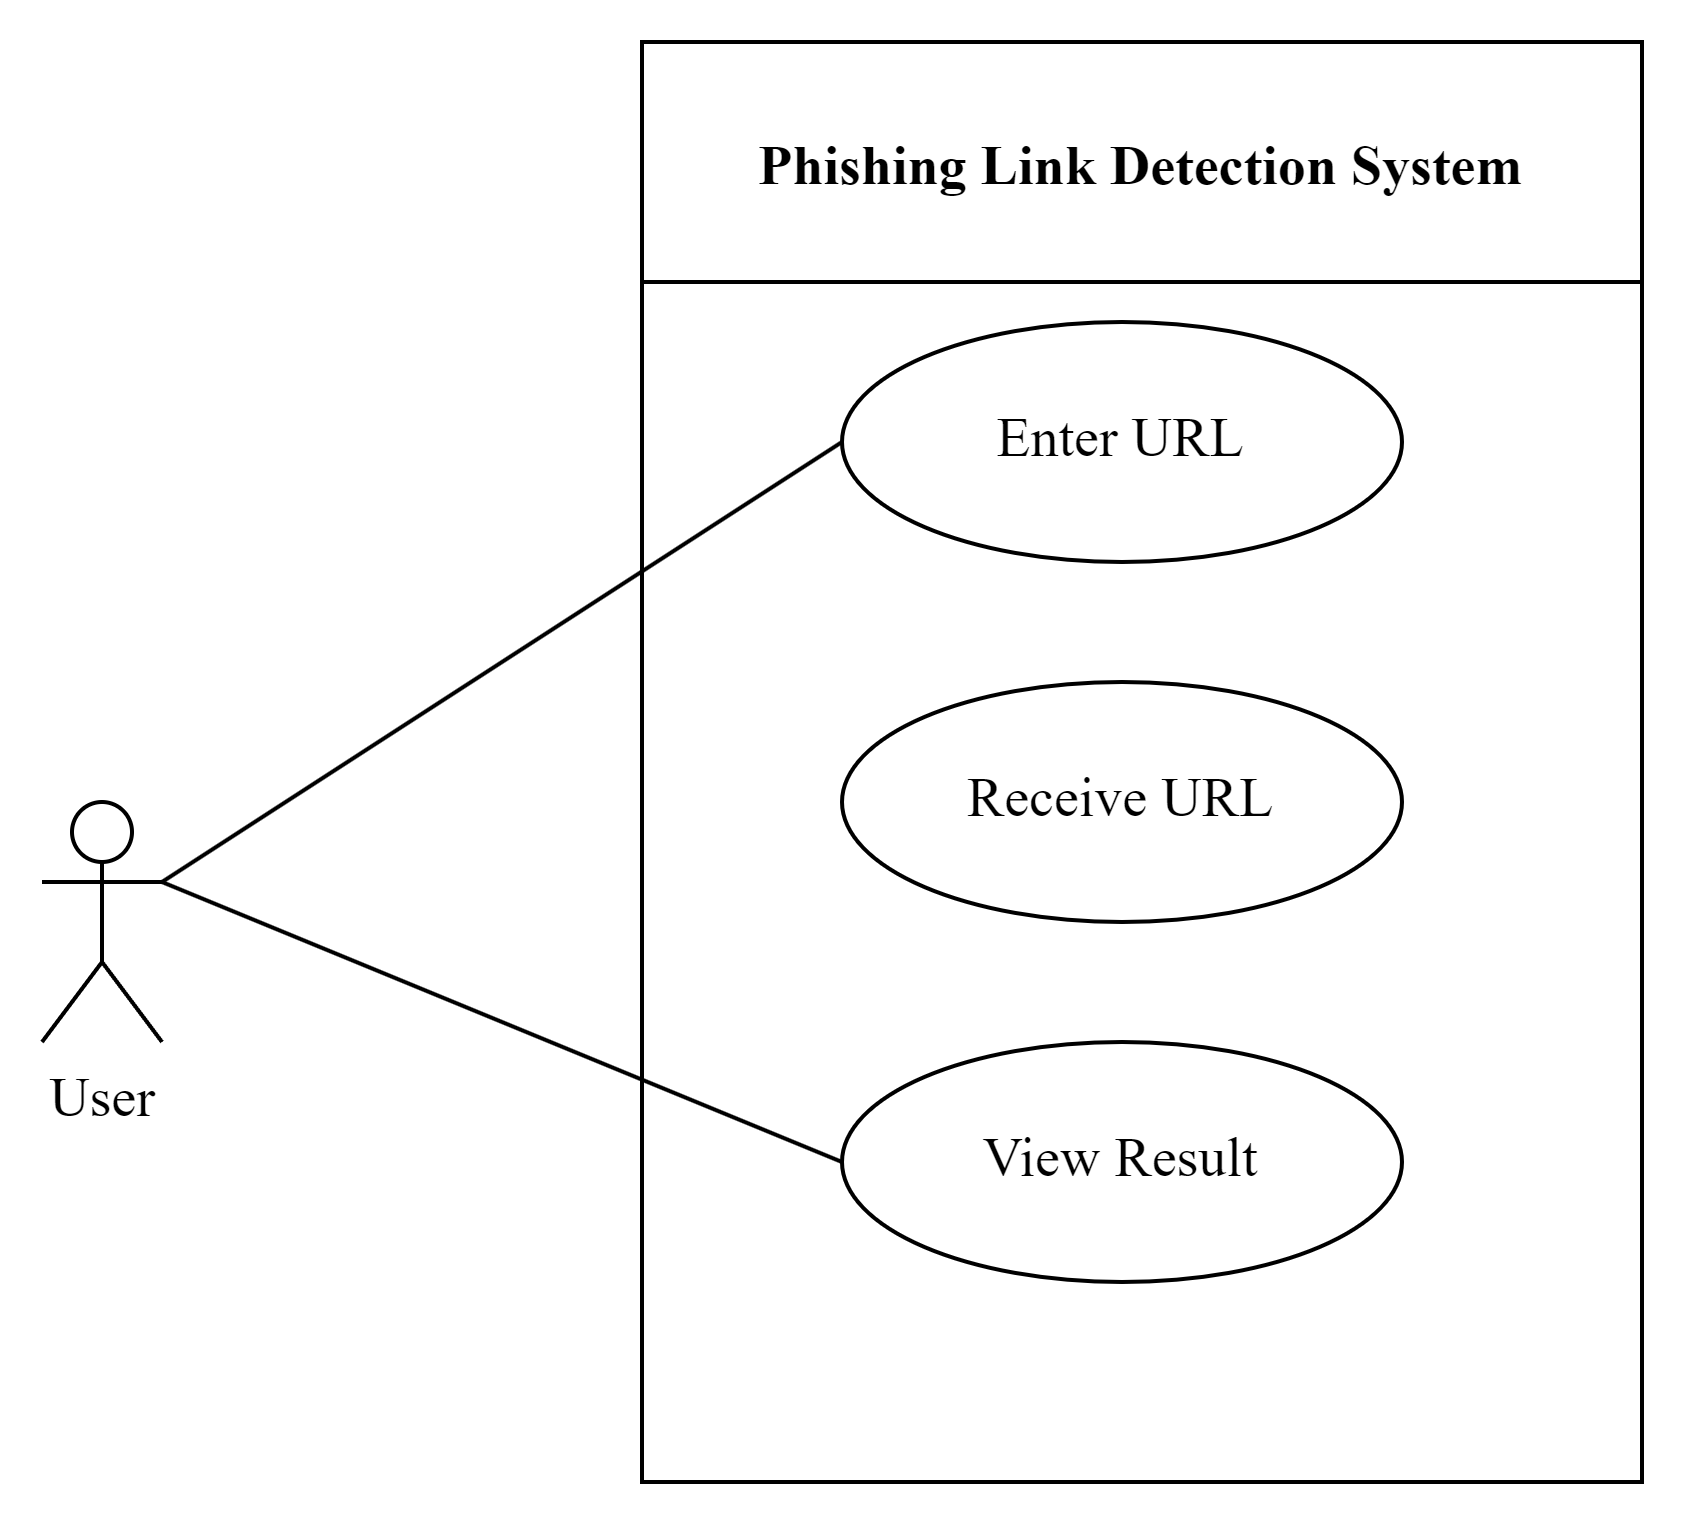 Phishing Link Detection System
Enter URL
Receive URL
User
View Result